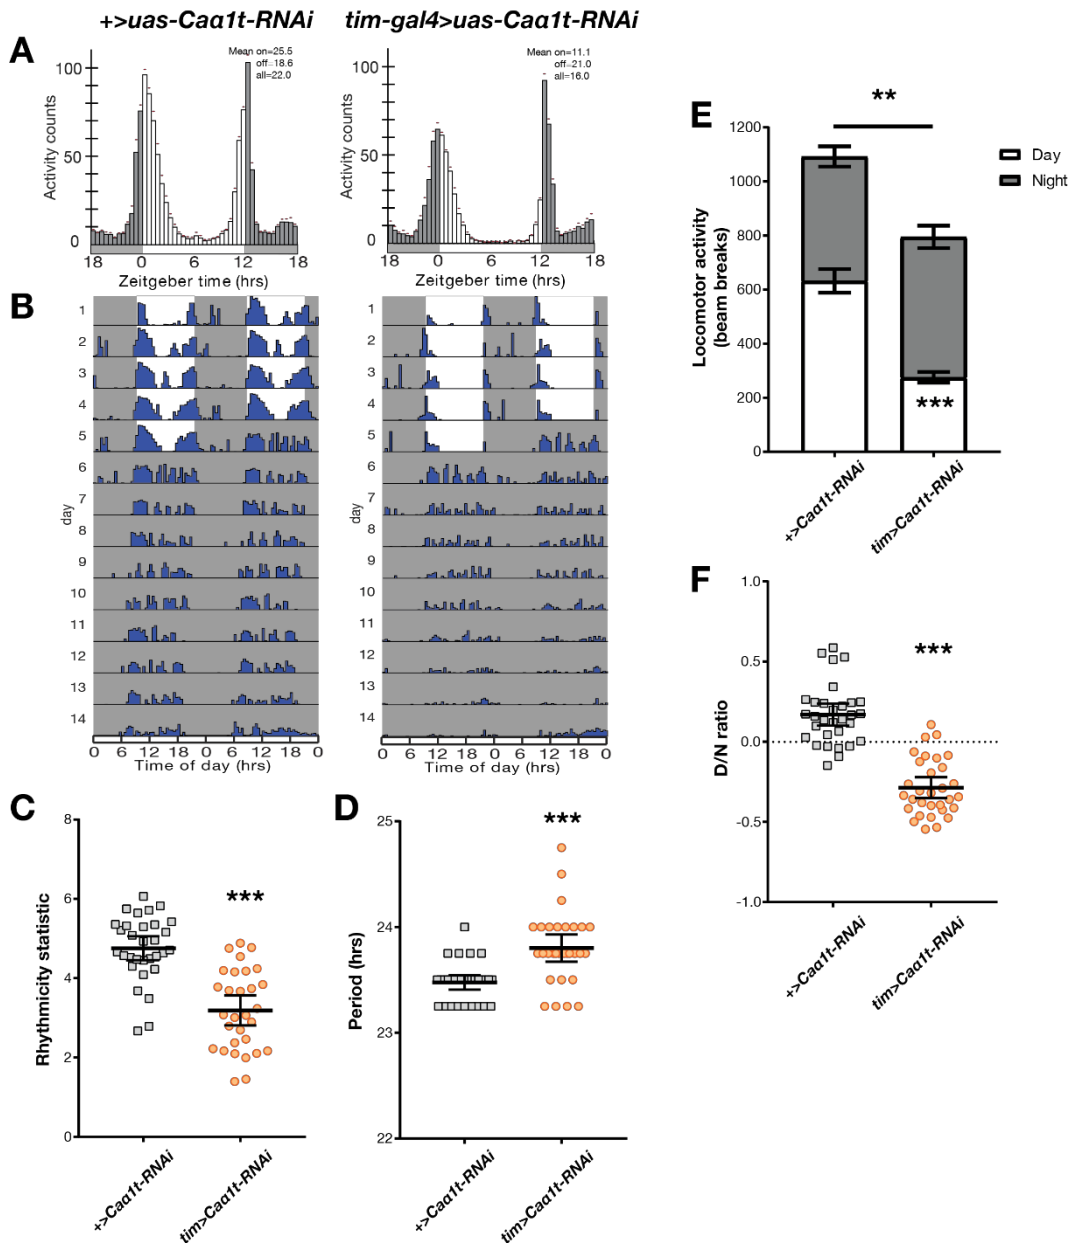 +>uas-Caα1t-RNAi
tim-gal4>uas-Caα1t-RNAi
A
Mean on=25.5
off=18.6
all=22.0
Activity counts
100
50
0
18 0 6 12 18
Zeitgeber time (hrs)
Mean on=11.1
off=21.0
all=16.0
Activity counts
100
50
0
18 0 6 12 18
Zeitgeber time (hrs)
B
day
1
2
3
4
5
6
7
8
9
10
11
12
13
14
0 6 12 18 0 6 12 18 0
Time of day (hrs)
1
2
3
4
5
6
7
8
9
10
11
12
13
14
0 6 12 18 0 6 12 18 0
Time of day (hrs)
C
Rhythmicity statistic
8
6
4
2
0
***
+>Caα1t-RNAi
tim>Caα1t-RNAi
D
Period (hrs)
25
24
23
22
***
+>Caα1t-RNAi
tim>Caα1t-RNAi
E
Locomotor activity
(beam breaks)
1200
1000
800
600
400
200
0
**
***
Day
Night
+>Caα1t-RNAi
tim>Caα1t-RNAi
F
D/N ratio
1.0
0.5
0.0
-0.5
-1.0
***
+>Caα1t-RNAi
tim>Caα1t-RNAi